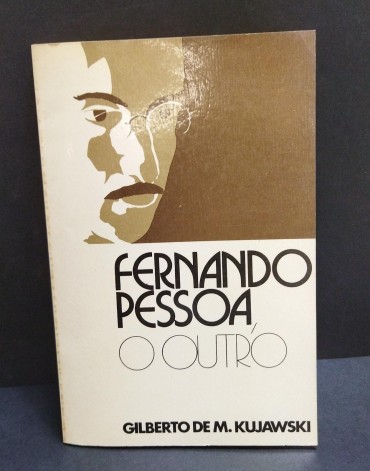 FERNANDO
PESSOA
O OUTRO
GILBERTO DE M. KUJAWSKI